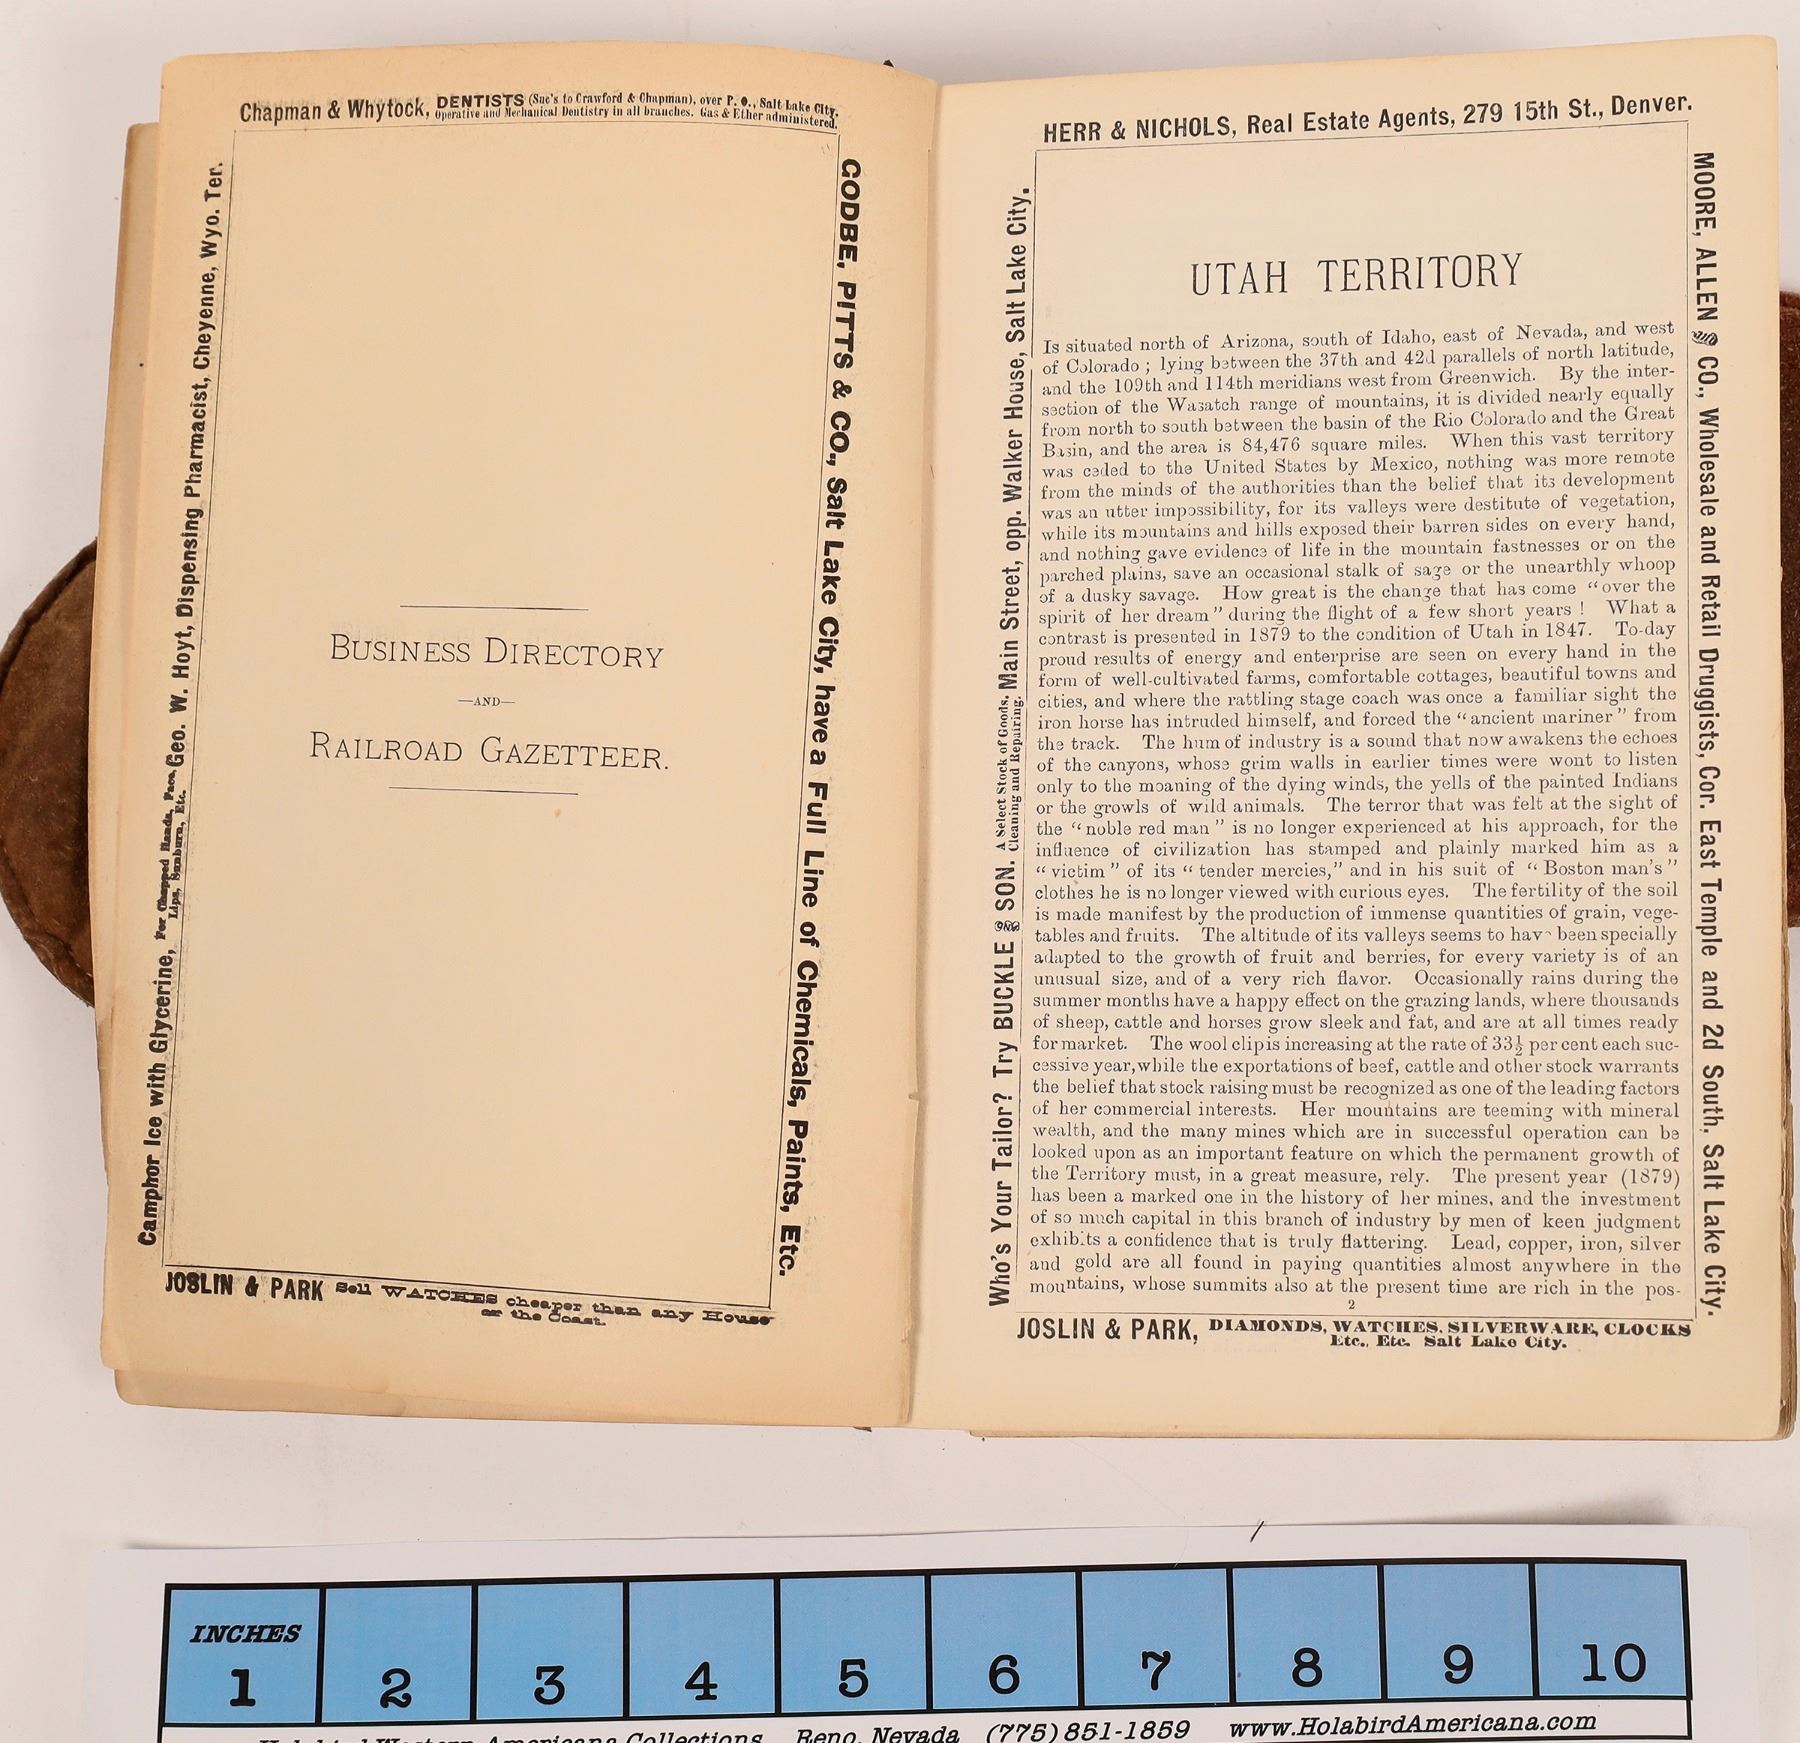 Chapman & Whytock, DENTISTS (Suc's to Crawford & Chapman), over P. O., Salt Lake City.
Operative and Mechanical Dentistry in all branches. Gas & Ether administered.
Camphor Ice with Glycerine, For Chapped Hands, Face, Lips, Sunburn, Etc. Geo. W. Hoyt, Dispensing Pharmacist, Cheyenne, Wyo. Ter.
BUSINESS DIRECTORY
—AND—
RAILROAD GAZETTEER.
GODBE, PITTS & CO., Salt Lake City, have a Full Line of Chemicals, Paints, Etc.
JOSLIN & PARK Sell WATCHES cheaper than any House
on the Coast.
HERR & NICHOLS, Real Estate Agents, 279 15th St., Denver.
Who's Your Tailor? Try BUCKLE & SON. A Select Stock of Goods. Cleaning and Repairing. Main Street, opp. Walker House, Salt Lake City.
UTAH TERRITORY
Is situated north of Arizona, south of Idaho, east of Nevada, and west
of Colorado ; lying between the 37th and 42d parallels of north latitude,
and the 109th and 114th meridians west from Greenwich. By the inter-
section of the Wasatch range of mountains, it is divided nearly equally
from north to south between the basin of the Rio Colorado and the Great
Basin, and the area is 84,476 square miles. When this vast territory
was ceded to the United States by Mexico, nothing was more remote
from the minds of the authorities than the belief that its development
was an utter impossibility, for its valleys were destitute of vegetation,
while its mountains and hills exposed their barren sides on every hand,
and nothing gave evidence of life in the mountain fastnesses or on the
parched plains, save an occasional stalk of sage or the unearthly whoop
of a dusky savage. How great is the change that has come "over the
spirit of her dream" during the flight of a few short years ! What a
contrast is presented in 1879 to the condition of Utah in 1847. To-day
proud results of energy and enterprise are seen on every hand in the
form of well-cultivated farms, comfortable cottages, beautiful towns and
cities, and where the rattling stage coach was once a familiar sight the
iron horse has intruded himself, and forced the "ancient mariner" from
the track. The hum of industry is a sound that now awakens the echoes
of the canyons, whose grim walls in earlier times were wont to listen
only to the moaning of the dying winds, the yells of the painted Indians
or the growls of wild animals. The terror that was felt at the sight of
the "noble red man" is no longer experienced at his approach, for the
influence of civilization has stamped and plainly marked him as a
"victim" of its "tender mercies," and in his suit of "Boston man's"
clothes he is no longer viewed with curious eyes. The fertility of the soil
is made manifest by the production of immense quantities of grain, vege-
tables and fruits. The altitude of its valleys seems to have been specially
adapted to the growth of fruit and berries, for every variety is of an
unusual size, and of a very rich flavor. Occasionally rains during the
summer months have a happy effect on the grazing lands, where thousands
of sheep, cattle and horses grow sleek and fat, and are at all times ready
for market. The wool clip is increasing at the rate of 33½ per cent each suc-
cessive year, while the exportations of beef, cattle and other stock warrants
the belief that stock raising must be recognized as one of the leading factors
of her commercial interests. Her mountains are teeming with mineral
wealth, and the many mines which are in successful operation can be
looked upon as an important feature on which the permanent growth of
the Territory must, in a great measure, rely. The present year (1879)
has been a marked one in the history of her mines, and the investment
of so much capital in this branch of industry by men of keen judgment
exhibits a confidence that is truly flattering. Lead, copper, iron, silver
and gold are all found in paying quantities almost anywhere in the
mountains, whose summits also at the present time are rich in the pos-
2
MOORE, ALLEN & CO., Wholesale and Retail Druggists, Cor. East Temple and 2d South, Salt Lake City.
JOSLIN & PARK, DIAMONDS, WATCHES, SILVERWARE, CLOCKS
Etc., Etc. Salt Lake City.
INCHES
1 2 3 4 5 6 7 8 9 10
Holabird Western Americana Collections Reno, Nevada (775) 851-1859 www.HolabirdAmericana.com